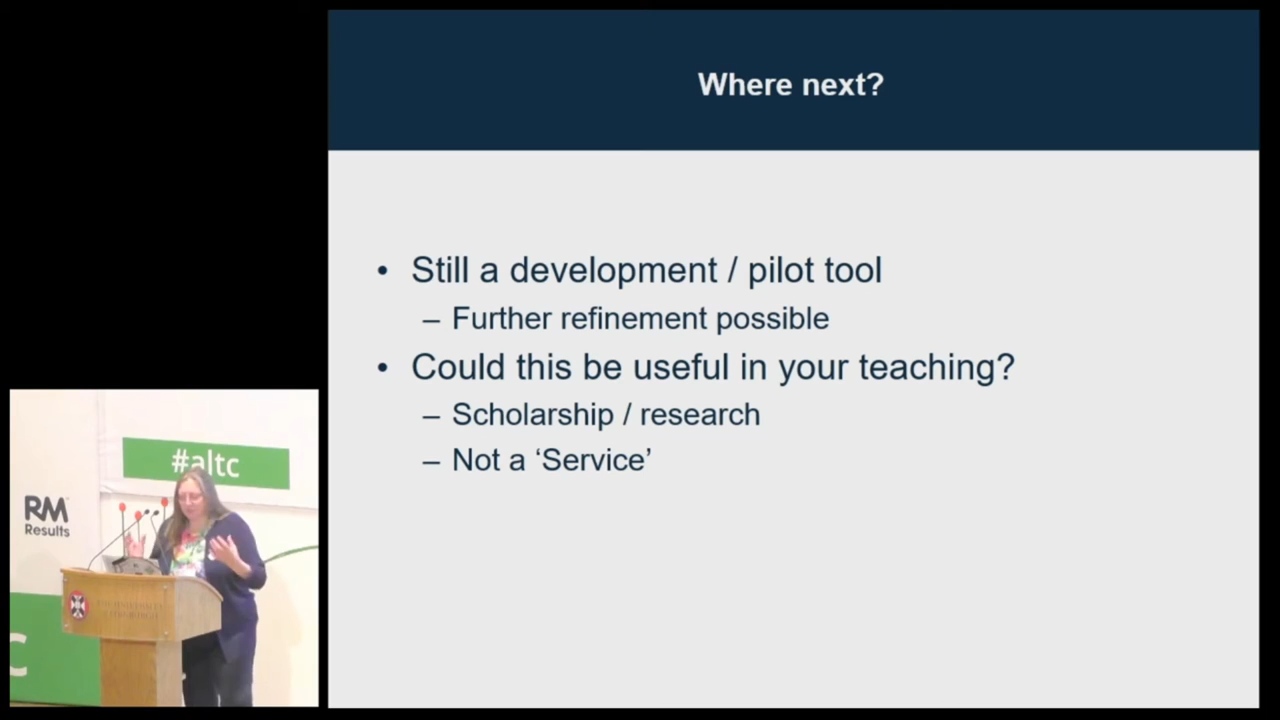 Where next?
• Still a development / pilot tool
– Further refinement possible
• Could this be useful in your teaching?
– Scholarship / research
– Not a ‘Service’
#altc
RM
Results
C